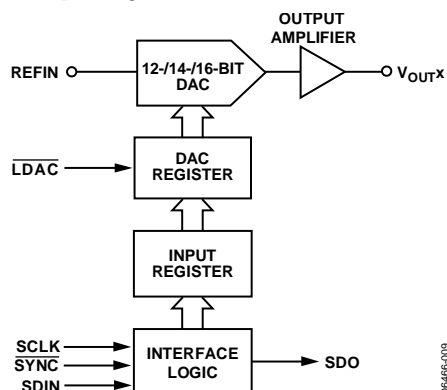 OUTPUT
AMPLIFIER
REFIN
12-/14-/16-BIT
DAC
V_OUTx
LDAC
DAC
REGISTER
INPUT
REGISTER
SCLK
SYNC
SDIN
INTERFACE
LOGIC
SDO